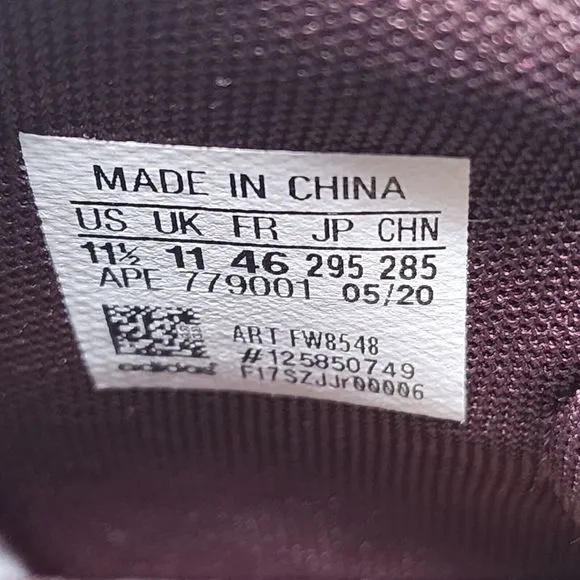 MADE IN CHINA
US UK FR JP CHN
11½ 11 46 295 285
APE 779001 05/20
ART FW8548
#125850749
adidas F17SZJJr00006